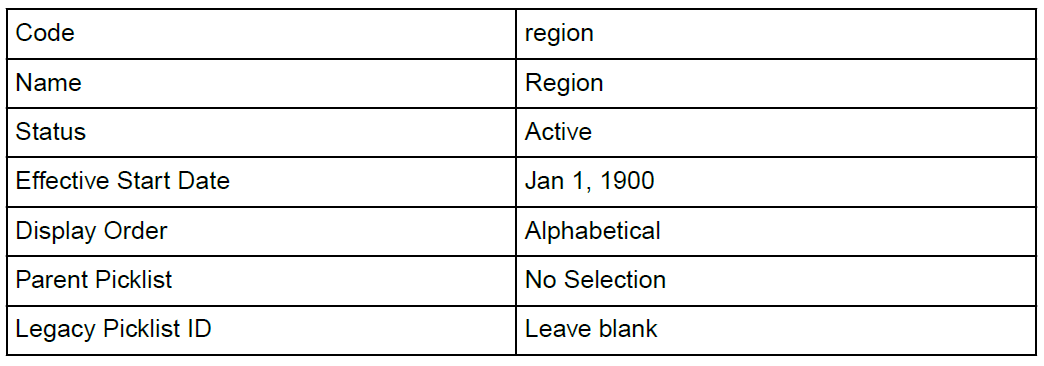 Code region
Name Region
Status Active
Effective Start Date Jan 1, 1900
Display Order Alphabetical
Parent Picklist No Selection
Legacy Picklist ID Leave blank